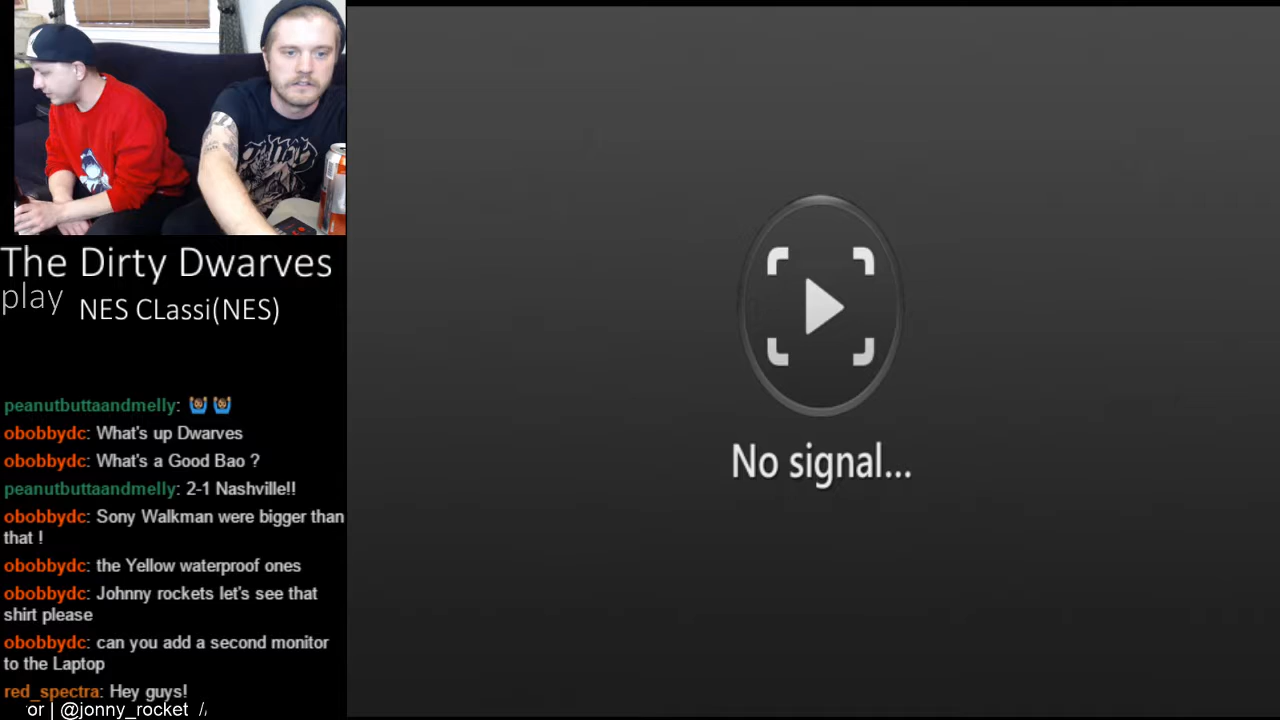 The Dirty Dwarves
play
NES CLassi(NES)
No signal...
peanutbuttaandmelly: 🙌🏽 🙌🏽
obobbydc: What's up Dwarves
obobbydc: What's a Good Bao ?
peanutbuttaandmelly: 2-1 Nashville!!
obobbydc: Sony Walkman were bigger than
that !
obobbydc: the Yellow waterproof ones
obobbydc: Johnny rockets let's see that
shirt please
obobbydc: can you add a second monitor
to the Laptop
red_spectra: Hey guys!
or | @jonny_rocket //